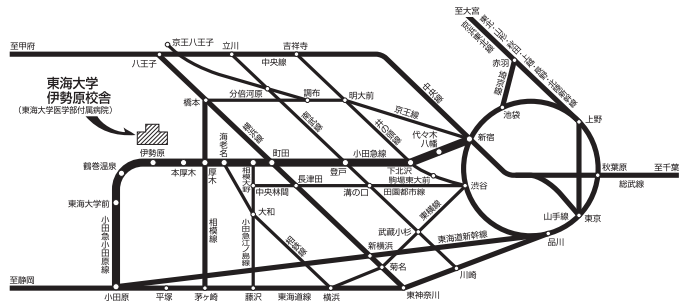 至大宮
東北・山形・秋田・上越・長野・北陸新幹線
京浜東北線
至甲府
京王八王子
立川
吉祥寺
八王子
中央線
中央線
赤羽
埼京線
東海大学
伊勢原校舎
（東海大学医学部付属病院）
橋本
分倍河原
調布
明大前
京王線
池袋
上野
横浜線
南武線
井の頭線
代々木
八幡
新宿
海老名
伊勢原
町田
小田急線
鶴巻温泉
本厚木
厚木
相模大野
登戸
下北沢
駒場東大前
秋葉原
至千葉
総武線
中央林間
長津田
溝の口
田園都市線
渋谷
東海大学前
大和
東横線
山手線
東京
小田急小田原線
相模線
小田急江ノ島線
相鉄線
武蔵小杉
東海道新幹線
品川
新横浜
菊名
川崎
至静岡
小田原
平塚
茅ヶ崎
藤沢
東海道線
横浜
東神奈川